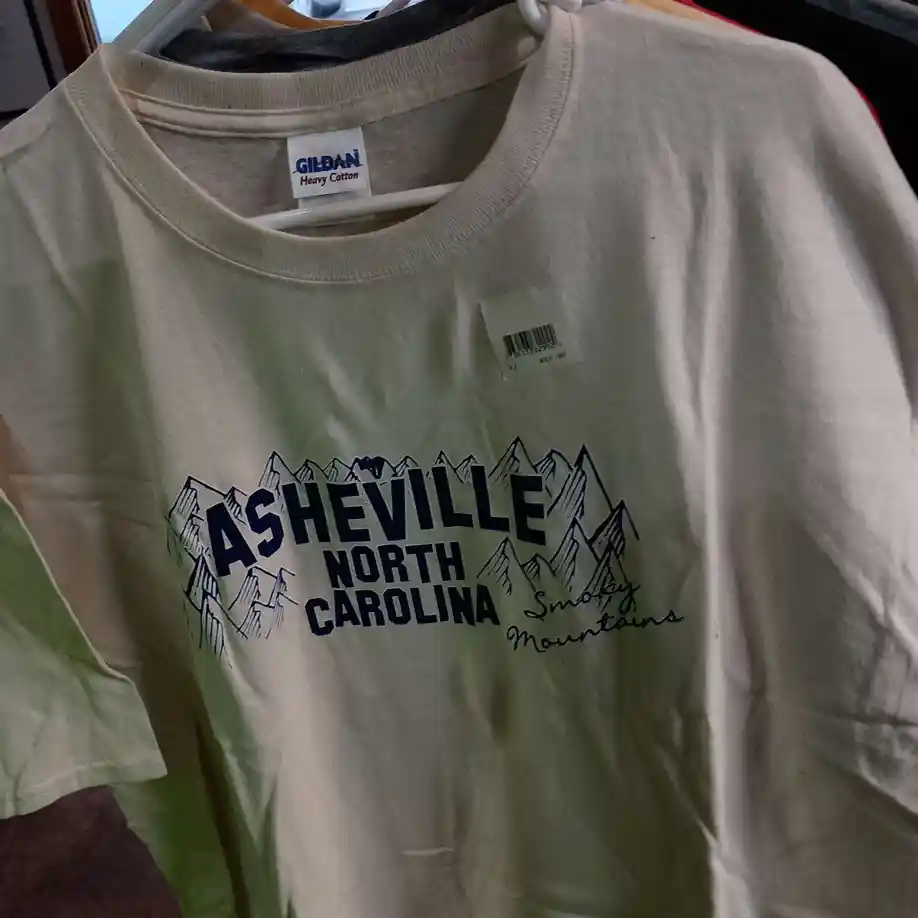 GILDAN
Heavy Cotton
ASHEVILLE
NORTH
CAROLINA
Smoky
Mountains